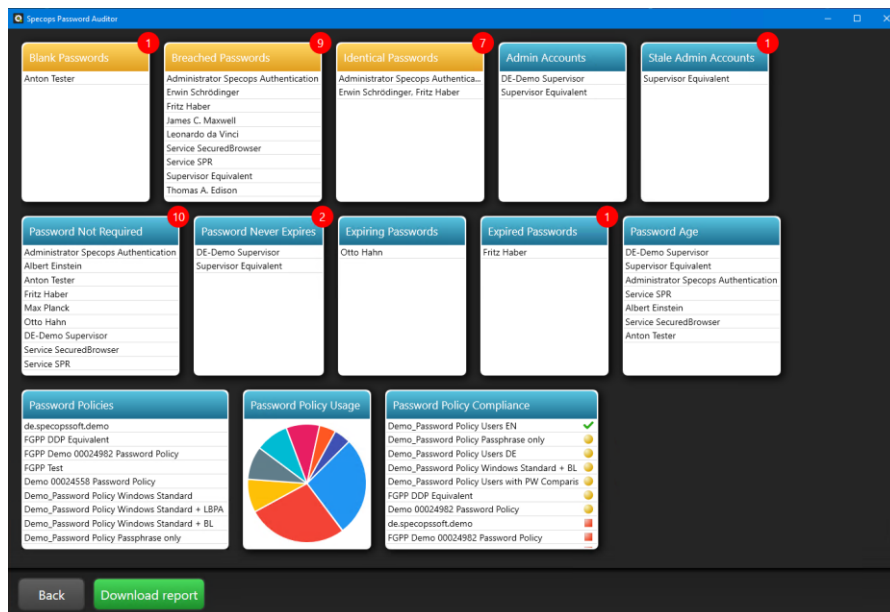 Specops Password Auditor
Blank Passwords
1
Anton Tester
Breached Passwords
9
Administrator Specops Authentication
Erwin Schrödinger
Fritz Haber
James C. Maxwell
Leonardo da Vinci
Service SecuredBrowser
Service SPR
Supervisor Equivalent
Thomas A. Edison
Identical Passwords
7
Administrator Specops Authentica...
Erwin Schrödinger, Fritz Haber
Admin Accounts
DE-Demo Supervisor
Supervisor Equivalent
Stale Admin Accounts
1
Supervisor Equivalent
Password Not Required
10
Administrator Specops Authentication
Albert Einstein
Anton Tester
Fritz Haber
Max Planck
Otto Hahn
DE-Demo Supervisor
Service SecuredBrowser
Service SPR
Password Never Expires
2
DE-Demo Supervisor
Supervisor Equivalent
Expiring Passwords
Otto Hahn
Expired Passwords
1
Fritz Haber
Password Age
DE-Demo Supervisor
Supervisor Equivalent
Administrator Specops Authentication
Service SPR
Albert Einstein
Service SecuredBrowser
Anton Tester
Password Policies
de.specopssoft.demo
FGPP DDP Equivalent
FGPP Demo 00024982 Password Policy
FGPP Test
Demo 00024558 Password Policy
Demo_Password Policy Windows Standard
Demo_Password Policy Windows Standard + LBPA
Demo_Password Policy Windows Standard + BL
Demo_Password Policy Passphrase only
Password Policy Usage
Password Policy Compliance
Demo_Password Policy Users EN
Demo_Password Policy Passphrase only
Demo_Password Policy Users DE
Demo_Password Policy Windows Standard + BL
Demo_Password Policy Users with PW Comparis
FGPP DDP Equivalent
Demo 00024982 Password Policy
de.specopssoft.demo
FGPP Demo 00024982 Password Policy
Back
Download report